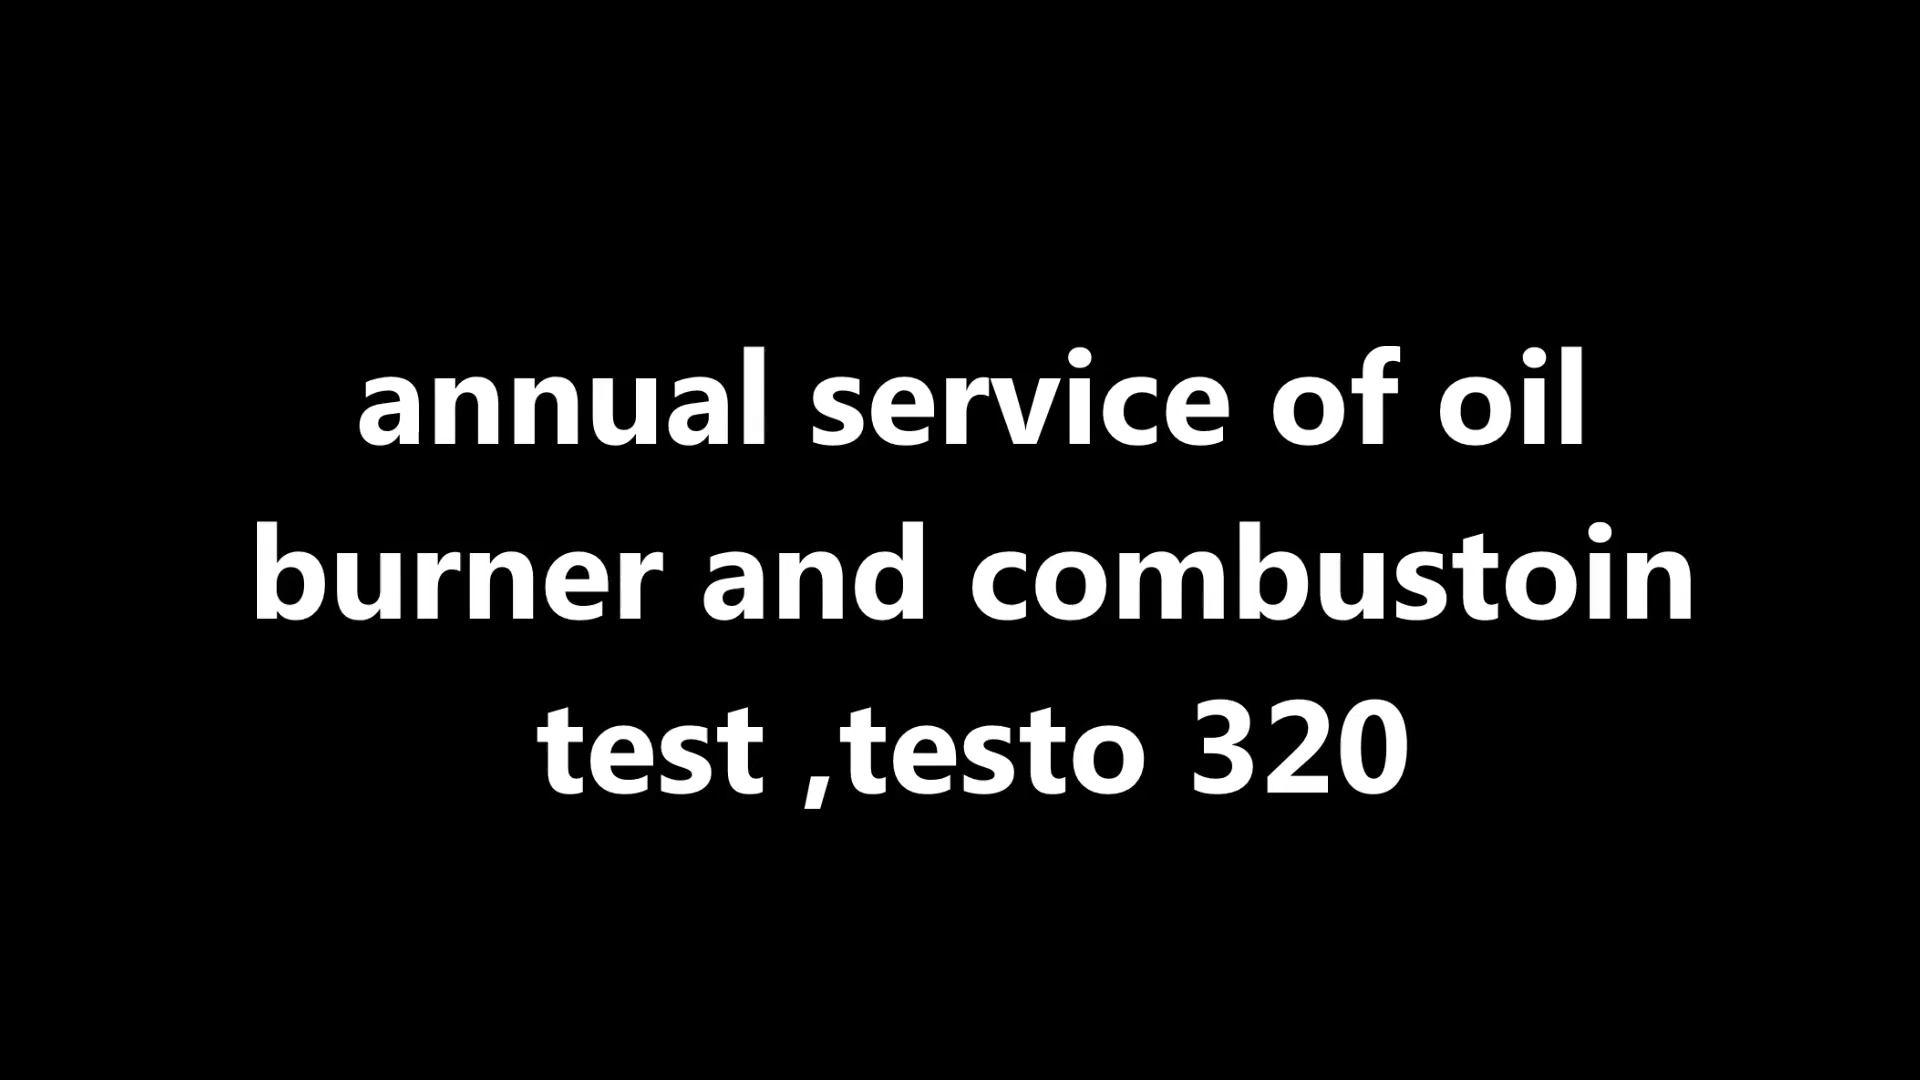 annual service of oil
burner and combustoin
test ,testo 320